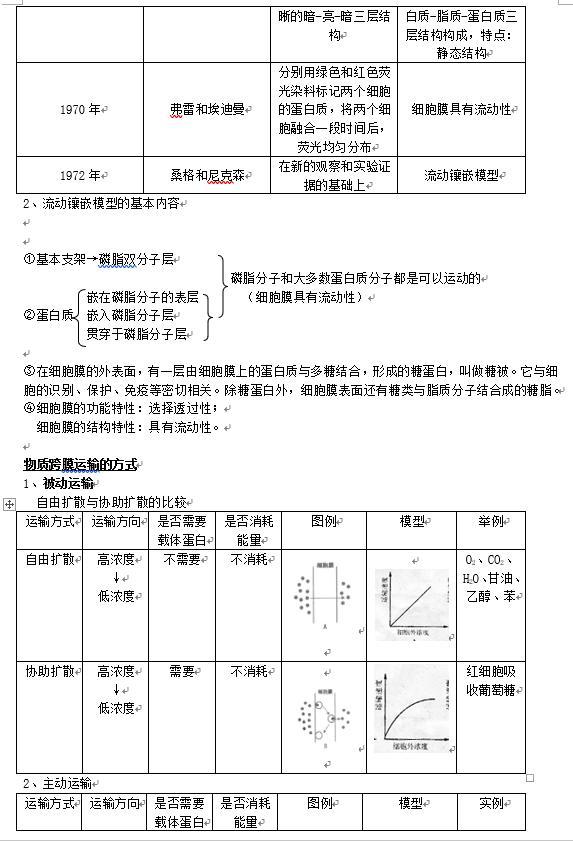 晰的暗-亮-暗三层结
构
白质-脂质-蛋白质三
层结构构成，特点：
静态结构
1970 年
弗雷和埃迪曼
分别用绿色和红色荧
光染料标记两个细胞
的蛋白质，将两个细
胞融合一段时间后，
荧光均匀分布
细胞膜具有流动性
1972 年
桑格和尼克森
在新的观察和实验证
据的基础上
流动镶嵌模型
2、流动镶嵌模型的基本内容
①基本支架→磷脂双分子层
磷脂分子和大多数蛋白质分子都是可以运动的
（细胞膜具有流动性）
②蛋白质
嵌在磷脂分子的表层
嵌入磷脂分子层
贯穿于磷脂分子层
③在细胞膜的外表面，有一层由细胞膜上的蛋白质与多糖结合，形成的糖蛋白，叫做糖被。它与细
胞的识别、保护、免疫等密切相关。除糖蛋白外，细胞膜表面还有糖类与脂质分子结合成的糖脂。
④细胞膜的功能特性：选择透过性；
细胞膜的结构特性：具有流动性。
物质跨膜运输的方式
1、被动运输
自由扩散与协助扩散的比较
运输方式 运输方向 是否需要 是否消耗 图例 模型 举例
载体蛋白 能量
自由扩散
高浓度
↓
低浓度
不需要
不消耗
细胞膜
A
运输速度
细胞外浓度
O₂、CO₂、
H₂O、甘油、
乙醇、苯
协助扩散
高浓度
↓
低浓度
需要
不消耗
细胞膜
B
运输速度
细胞外浓度
红细胞吸
收葡萄糖
2、主动运输
运输方式 运输方向 是否需要 是否消耗 图例 模型 实例
载体蛋白 能量